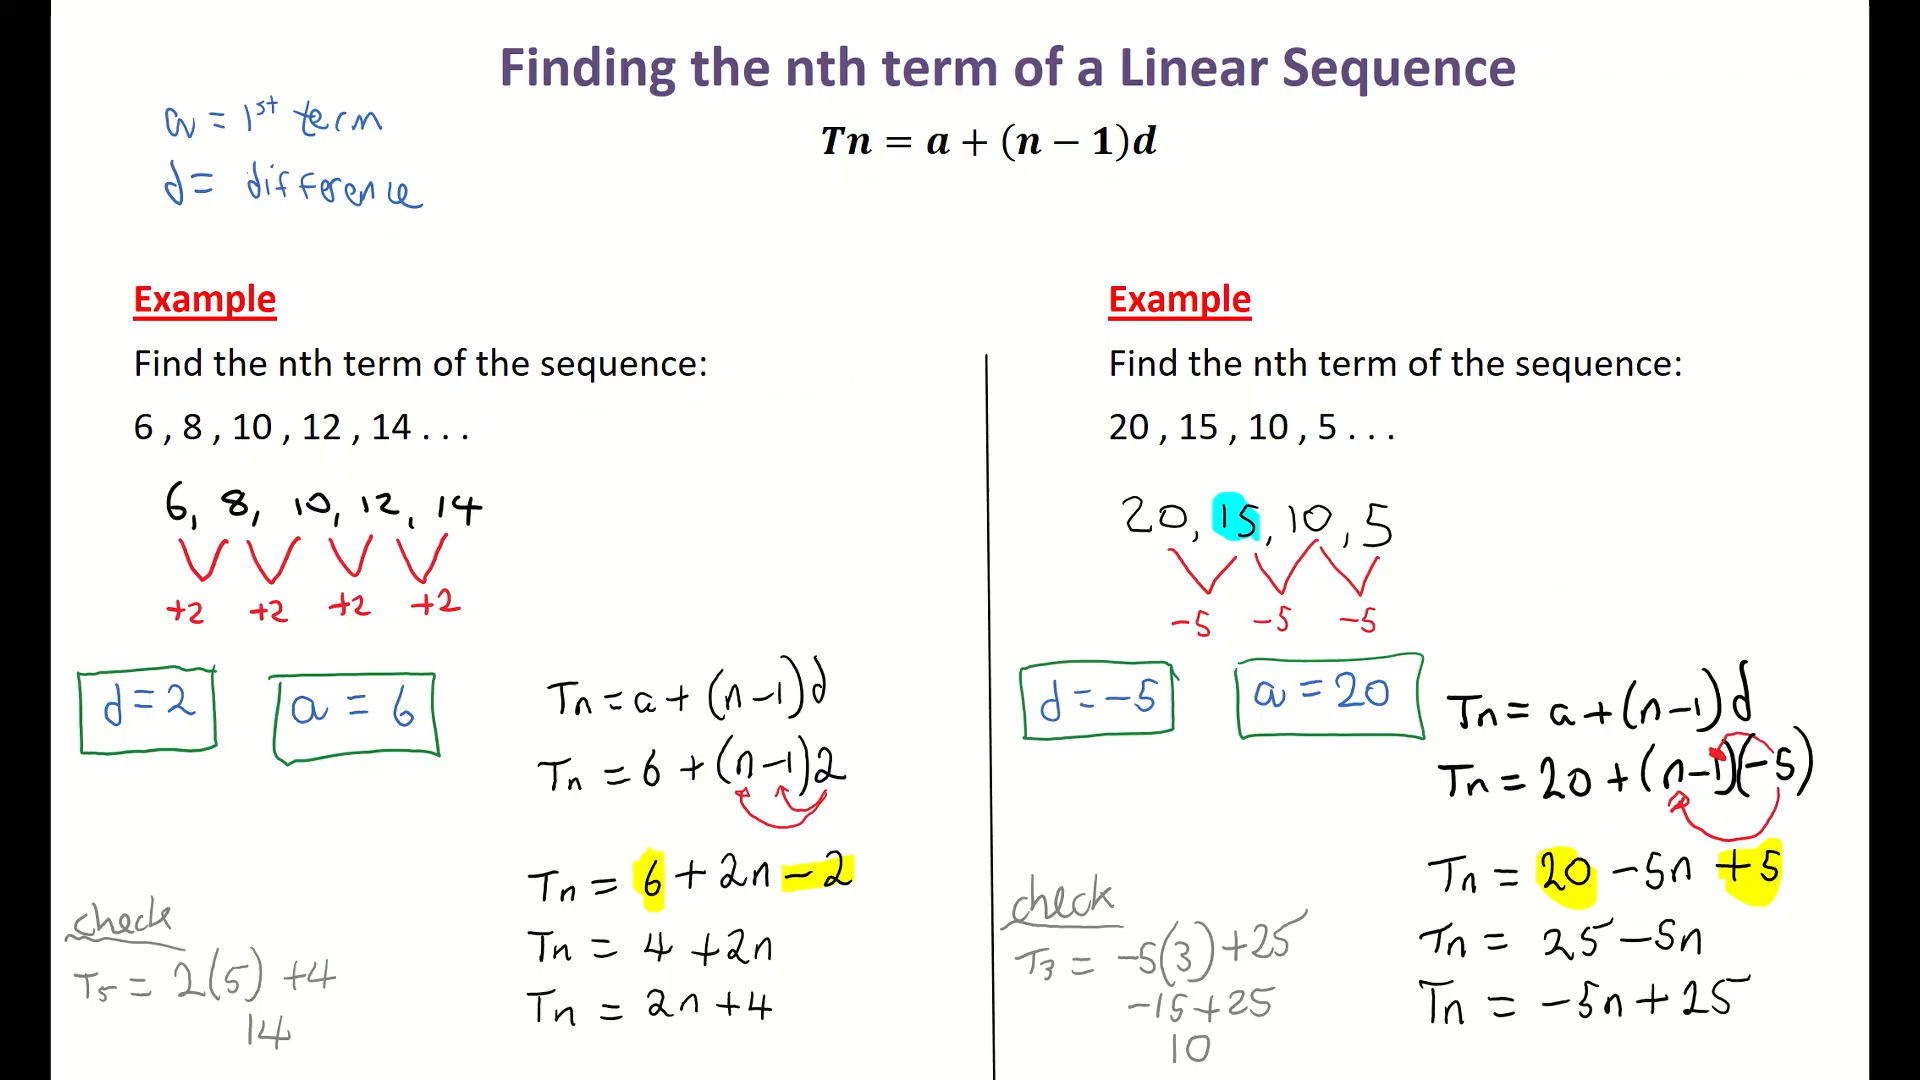 Finding the nth term of a Linear Sequence
a = 1st term
Tn = a + (n − 1)d
d = difference
Example
Find the nth term of the sequence:
6 , 8 , 10 , 12 , 14 . . .
6, 8, 10, 12, 14
+2 +2 +2 +2
d = 2
a = 6
Tn = a + (n-1)d
Tn = 6 + (n-1)2
Tn = 6 + 2n - 2
Tn = 4 + 2n
Tn = 2n + 4
check
T5 = 2(5) + 4
14
Example
Find the nth term of the sequence:
20 , 15 , 10 , 5 . . .
20, 15, 10, 5
-5 -5 -5
d = -5
a = 20
Tn = a + (n-1)d
Tn = 20 + (n-1)(-5)
Tn = 20 - 5n + 5
Tn = 25 - 5n
Tn = -5n + 25
check
T3 = -5(3) + 25
-15 + 25
10